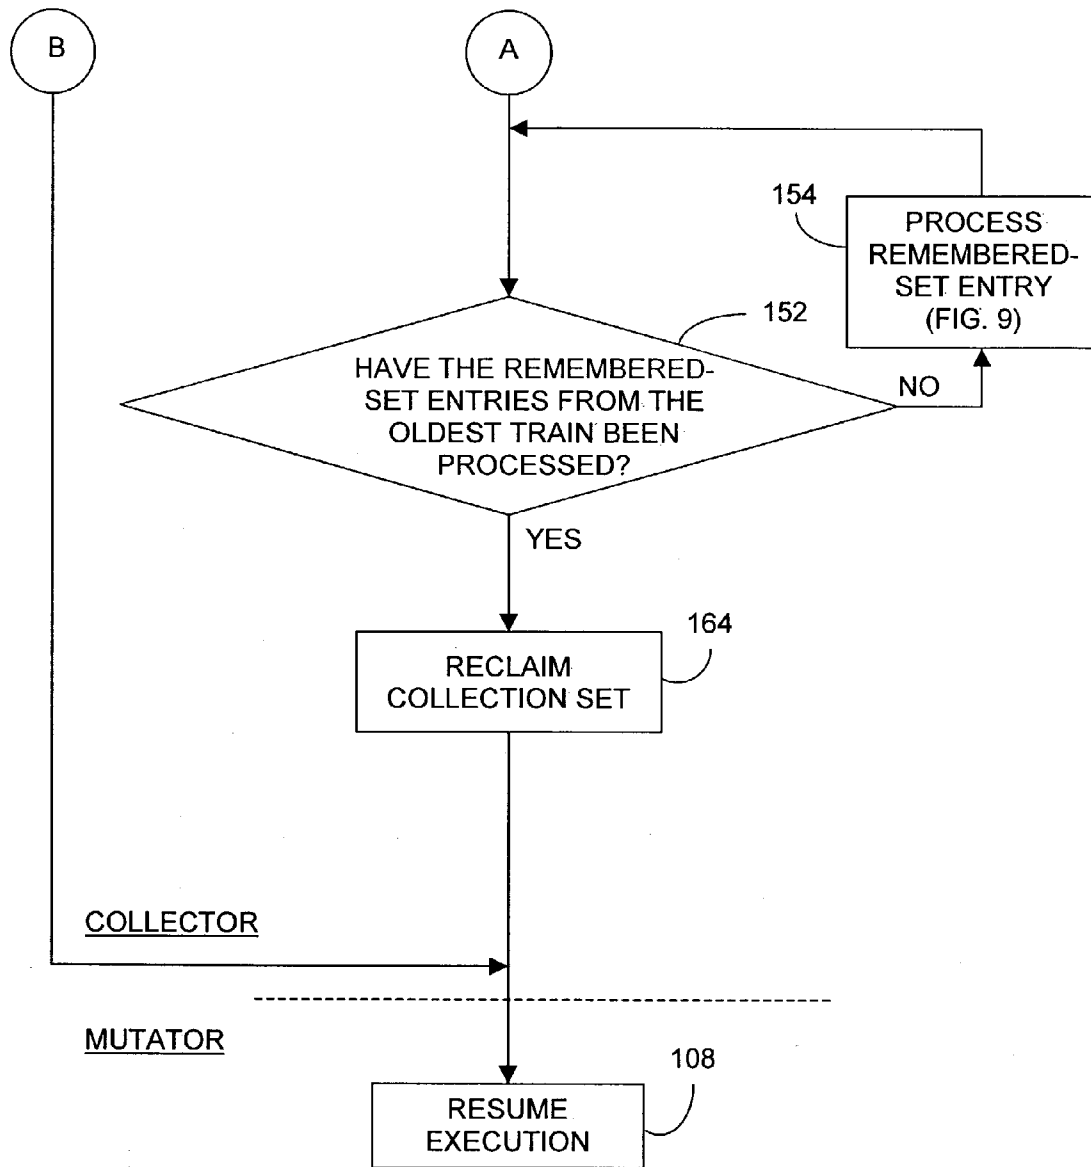 B
A
154
PROCESS
REMEMBERED-
SET ENTRY
(FIG. 9)
152
HAVE THE REMEMBERED-
SET ENTRIES FROM THE
OLDEST TRAIN BEEN
PROCESSED?
NO
YES
164
RECLAIM
COLLECTION SET
COLLECTOR
MUTATOR
108
RESUME
EXECUTION